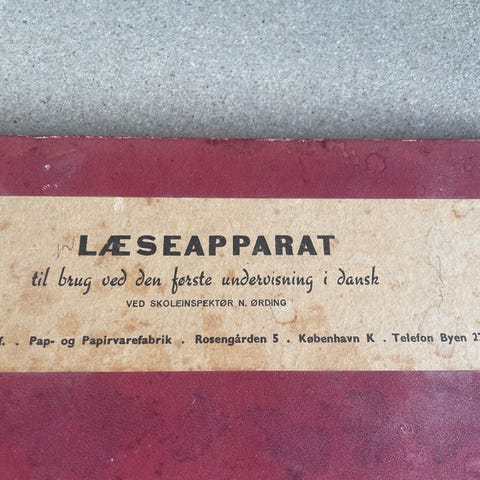 LÆSEAPPARAT
til brug ved den første undervisning i dansk
VED SKOLEINSPEKTØR N. ØRDING
f. . Pap- og Papirvarefabrik . Rosengården 5 . København K . Telefon Byen 27